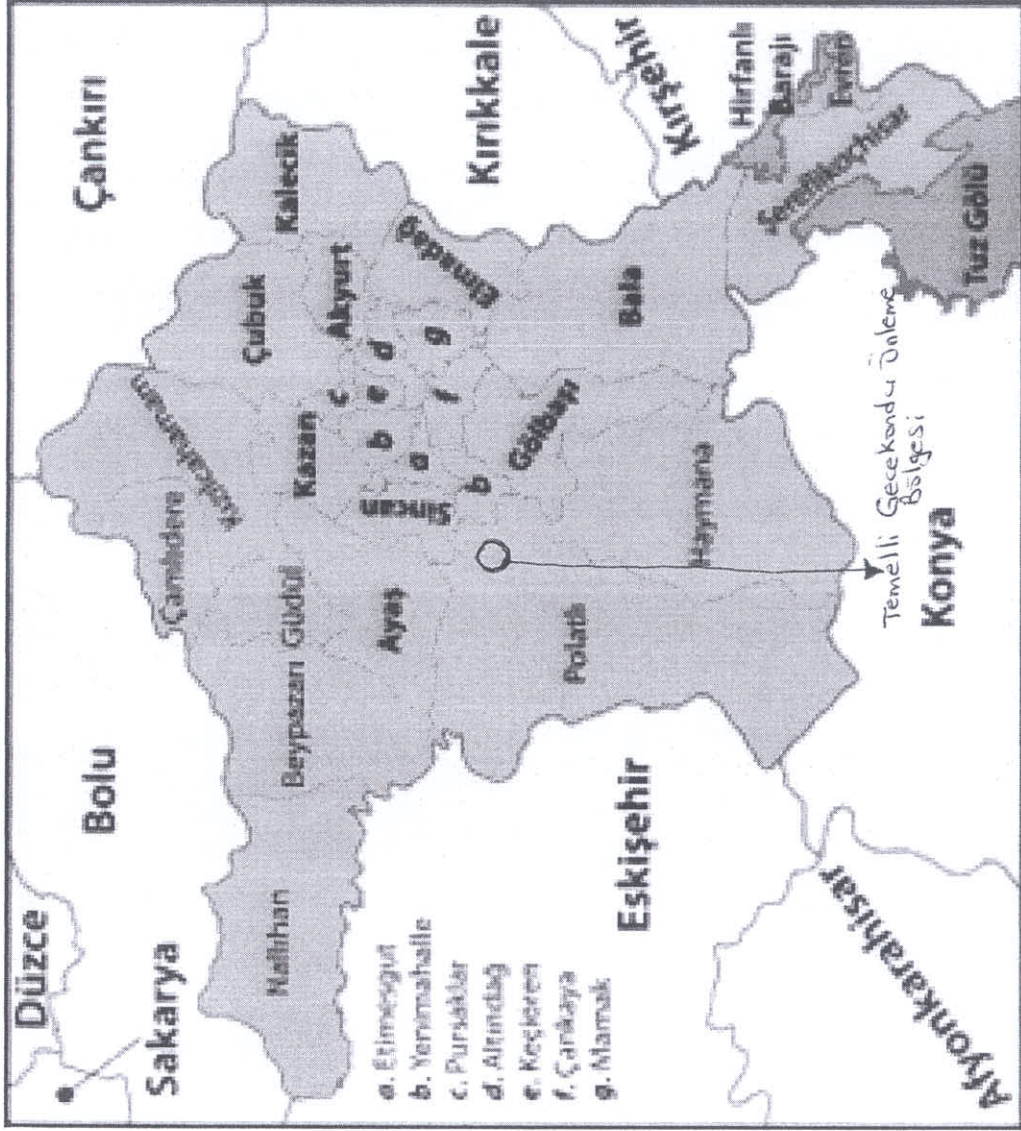 Düzce
Sakarya
Bolu
Çankırı
Kırıkkale
Kırşehir
Hirfanlı
Barajı
Evren
Şereflikoçhisar
Tuz Gölü
Konya
Eskişehir
Afyonkarahisar
Nallıhan
Beypazarı
Güdül
Çamlıdere
Kızılcahamam
Çubuk
Kalecik
Kazan
Akyurt
Elmadağ
Ayaş
Sincan
Gölbaşı
Bala
Polatlı
Haymana
c
d
e
b
a
g
f
b
Temelli Gecekondu Önleme
Bölgesi
a. Etimesgut
b. Yenimahalle
c. Pursaklar
d. Altındağ
e. Keçiören
f. Çankaya
g. Mamak